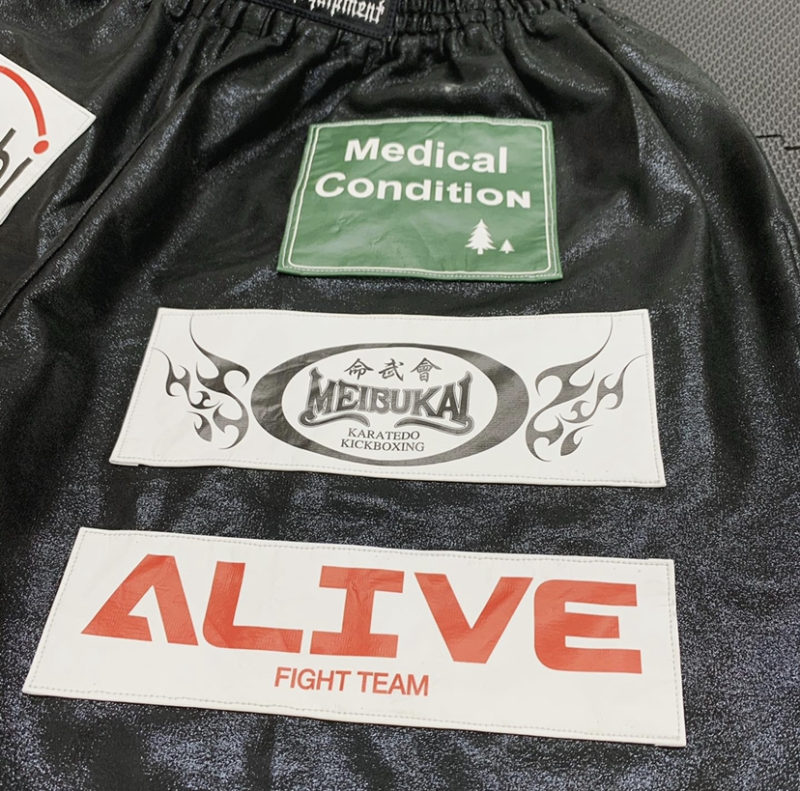 Medical
ConditioN
命武會
MEIBUKAI
KARATEDO
KICKBOXING
ALIVE
FIGHT TEAM